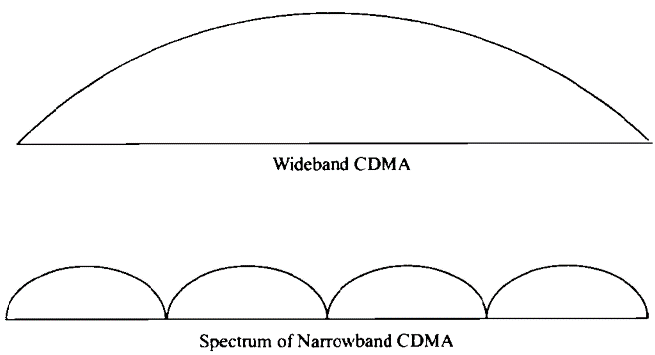 Wideband CDMA
Spectrum of Narrowband CDMA